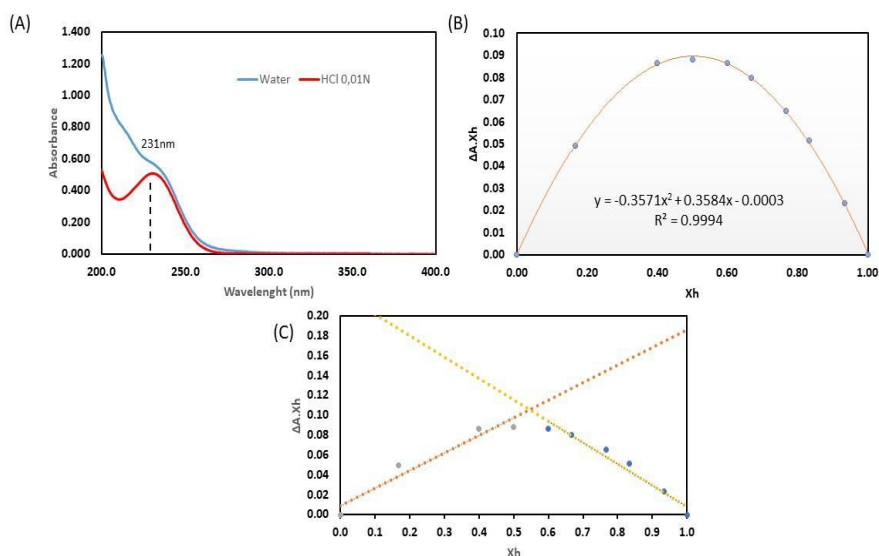 (A)
1.400
1.200
1.000
0.800
0.600
0.400
0.200
0.000
Absorbance
Water HCl 0,01N
231nm
200.0 250.0 300.0 350.0 400.0
Wavelenght (nm)
(B)
0.10
0.09
0.08
0.07
0.06
0.05
0.04
0.03
0.02
0.01
0.00
ΔA.Xh
y = -0.3571x² + 0.3584x - 0.0003
R² = 0.9994
0.00 0.20 0.40 0.60 0.80 1.00
Xh
(C)
0.20
0.18
0.16
0.14
0.12
0.10
0.08
0.06
0.04
0.02
0.00
ΔA.Xh
0.0 0.1 0.2 0.3 0.4 0.5 0.6 0.7 0.8 0.9 1.0
Xh